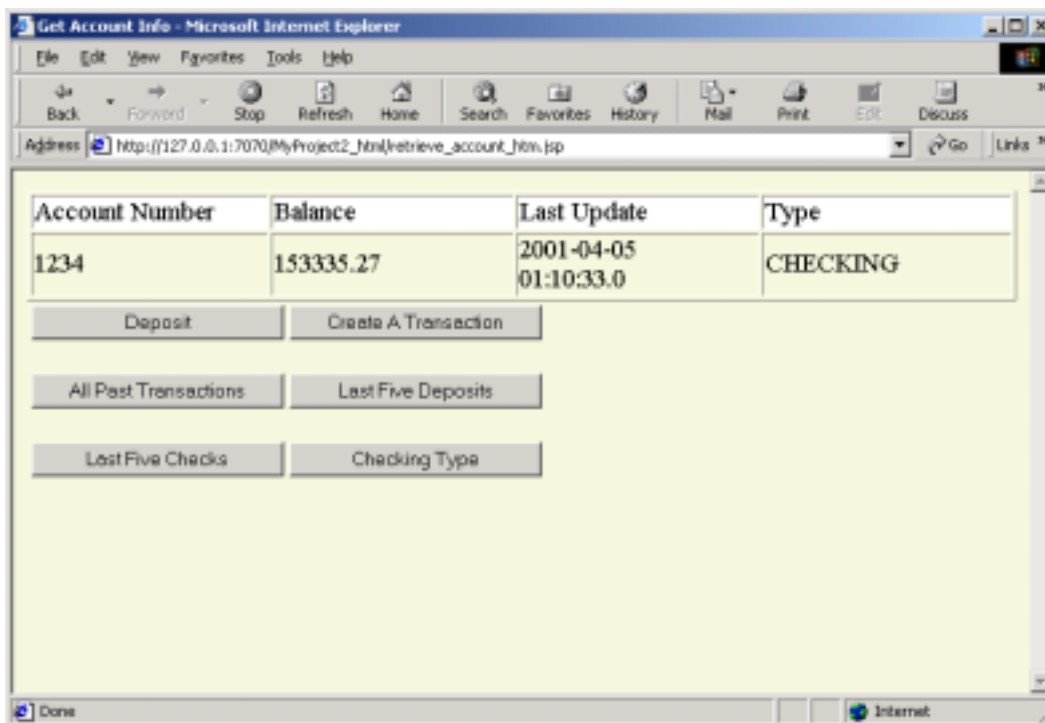 Get Account Info - Microsoft Internet Explorer
File Edit View Favorites Tools Help
Back Forward Stop Refresh Home Search Favorites History Mail Print Edit Discuss
Address http://127.0.0.1:7070/MyProject2_html/retrieve_account_htm.jsp Go Links
Account Number Balance Last Update Type
1234 153335.27 2001-04-05 CHECKING
01:10:33.0
Deposit Create A Transaction
All Past Transactions Last Five Deposits
Last Five Checks Checking Type
Done Internet